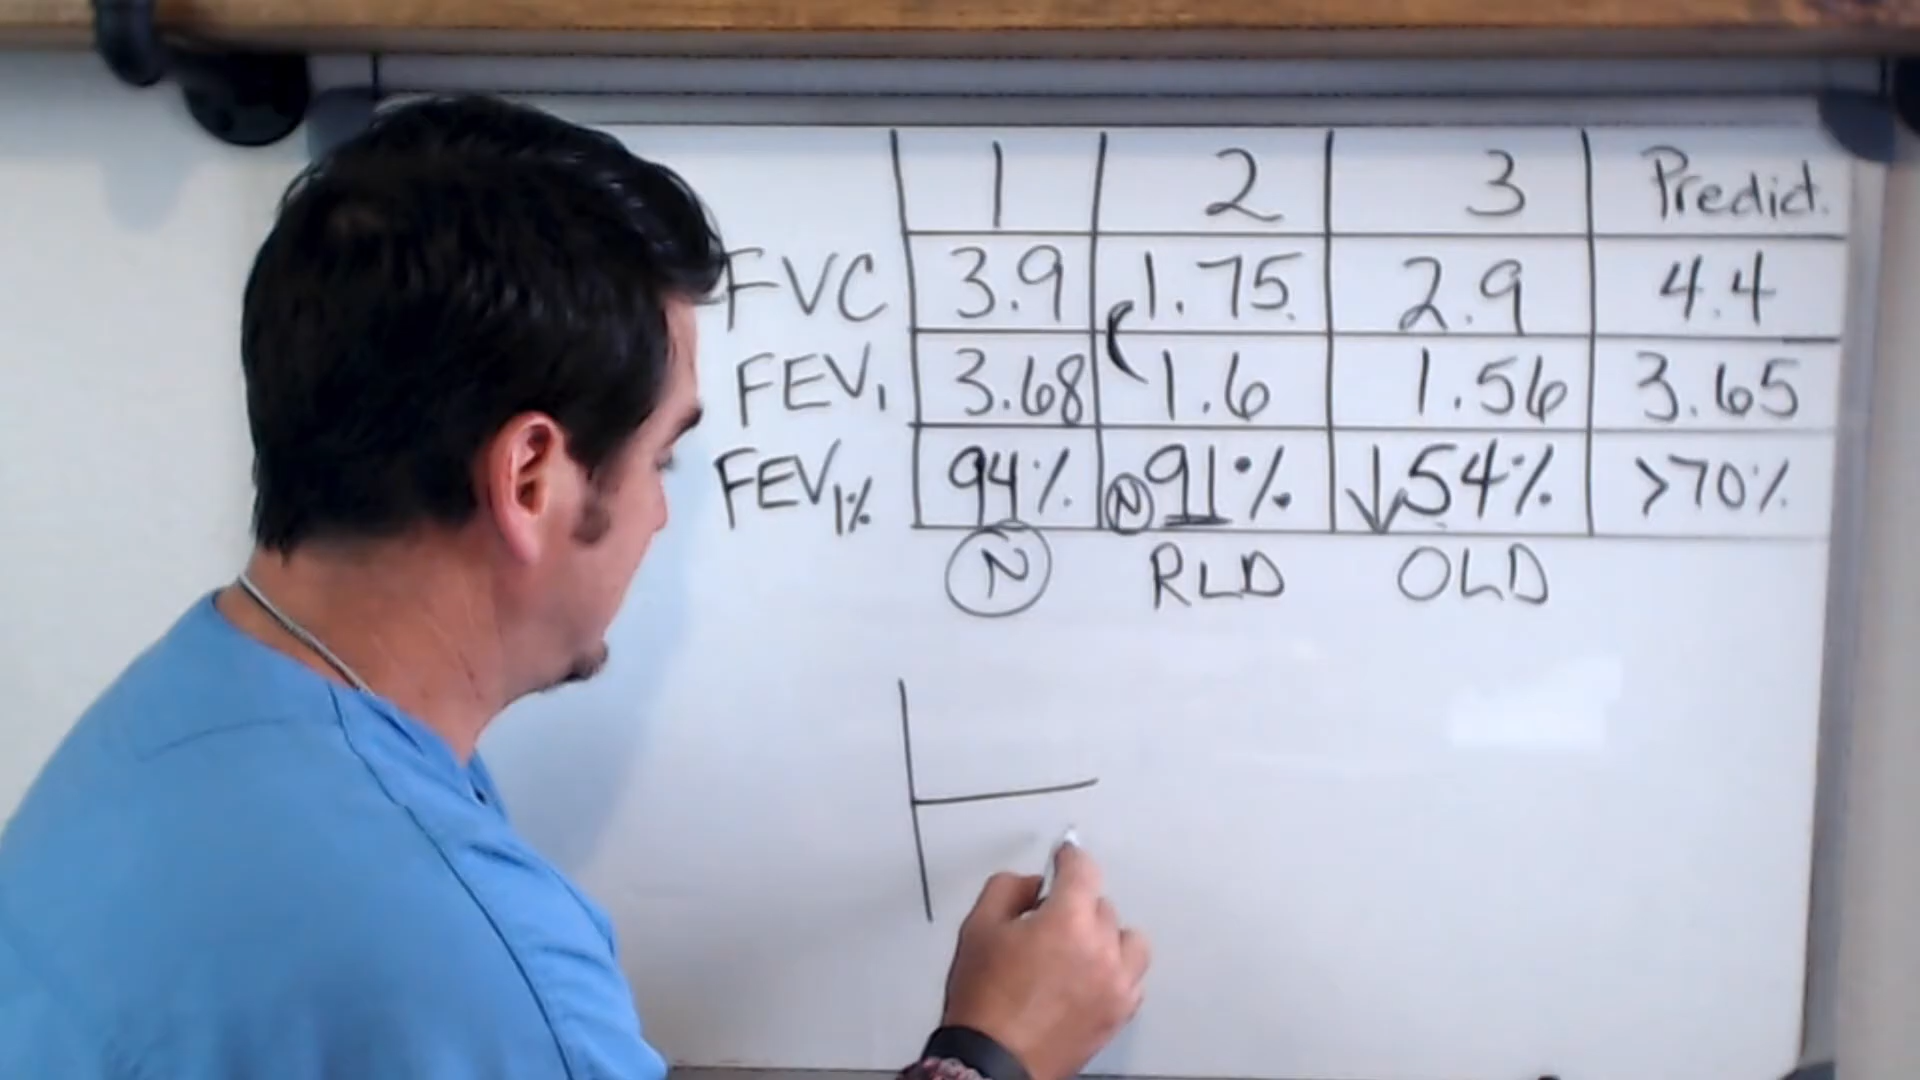 1 2 3 Predict.
FVC 3.9 1.75 2.9 4.4
FEV1 3.68 1.6 1.56 3.65
FEV1% 94% N 91% ↓54% >70%
N RLD OLD